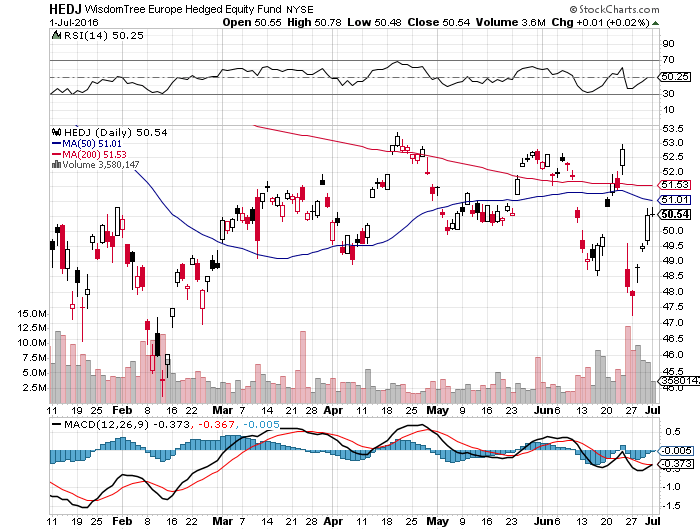 HEDJ WisdomTree Europe Hedged Equity Fund NYSE © StockCharts.com
1-Jul-2016 Open 50.55 High 50.78 Low 50.48 Close 50.54 Volume 3.6M Chg +0.01 (+0.02%)
RSI(14) 50.25
90
70
50.25
30
10
HEDJ (Daily) 50.54
MA(50) 51.01
MA(200) 51.53
Volume 3,580,147
53.5
53.0
52.5
52.0
51.53
51.01
50.54
50.0
49.5
49.0
48.5
48.0
47.5
47.0
46.5
46.0
45.5
15.0M
12.5M
10.0M
7.5M
5.0M
2.5M
3580147
11 19 25 Feb 8 16 22 Mar 7 14 21 28 Apr 11 18 25 May 9 16 23 Jun 6 13 20 27 Jul
MACD(12,26,9) -0.373, -0.367, -0.005
0.5
-0.005
-0.373
-1.0
-1.5
11 19 25 Feb 8 16 22 Mar 7 14 21 28 Apr 11 18 25 May 9 16 23 Jun 6 13 20 27 Jul